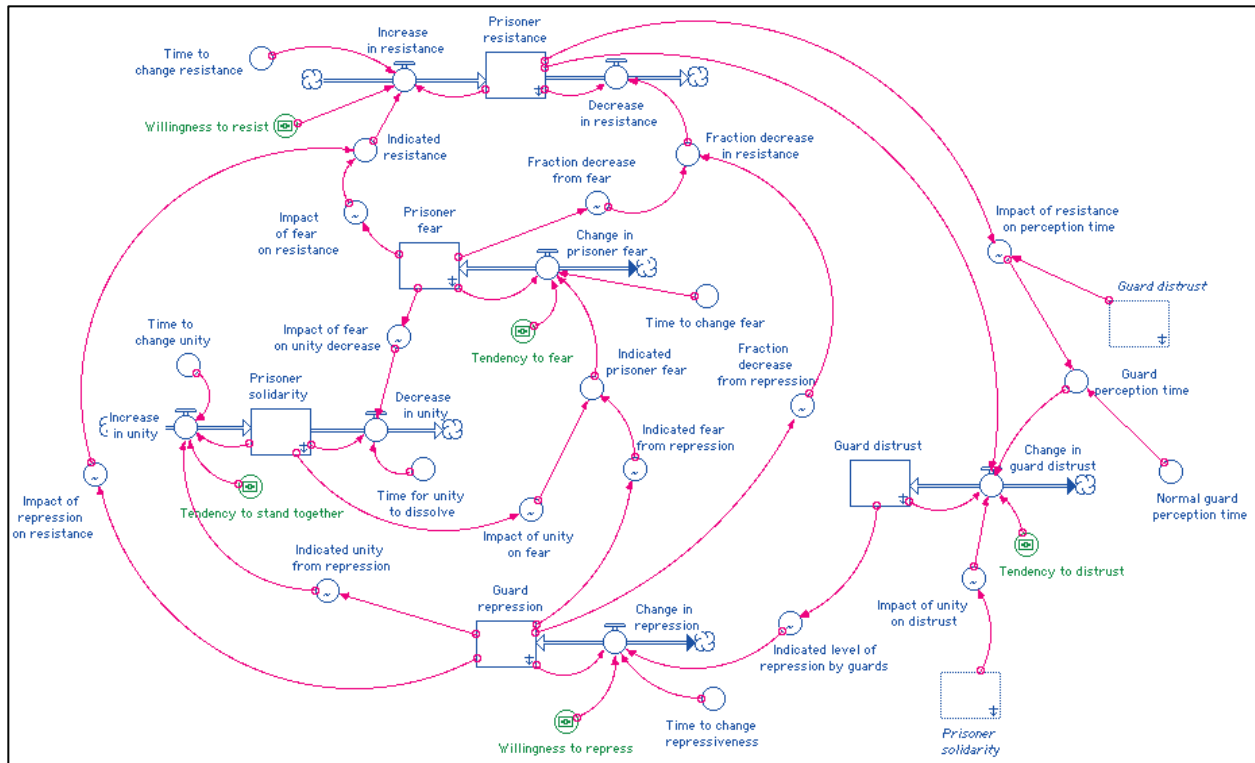 Prisoner
resistance
Increase
in resistance
Time to
change resistance
Decrease
in resistance
Willingness to resist
Indicated
resistance
Fraction decrease
in resistance
Fraction decrease
from fear
Impact
of fear
on resistance
Prisoner
fear
Change in
prisoner fear
Impact of resistance
on perception time
Guard distrust
Time to
change unity
Impact of fear
on unity decrease
Time to change fear
Tendency to fear
Indicated
prisoner fear
Fraction
decrease
from repression
Guard
perception time
Prisoner
solidarity
Decrease
in unity
Increase
in unity
Indicated fear
from repression
Guard distrust
Change in
guard distrust
Normal guard
perception time
Impact of
repression
on resistance
Tendency to stand together
Time for unity
to dissolve
Impact of unity
on fear
Indicated unity
from repression
Tendency to distrust
Impact of unity
on distrust
Guard
repression
Change in
repression
Indicated level of
repression by guards
Willingness to repress
Time to change
repressiveness
Prisoner
solidarity